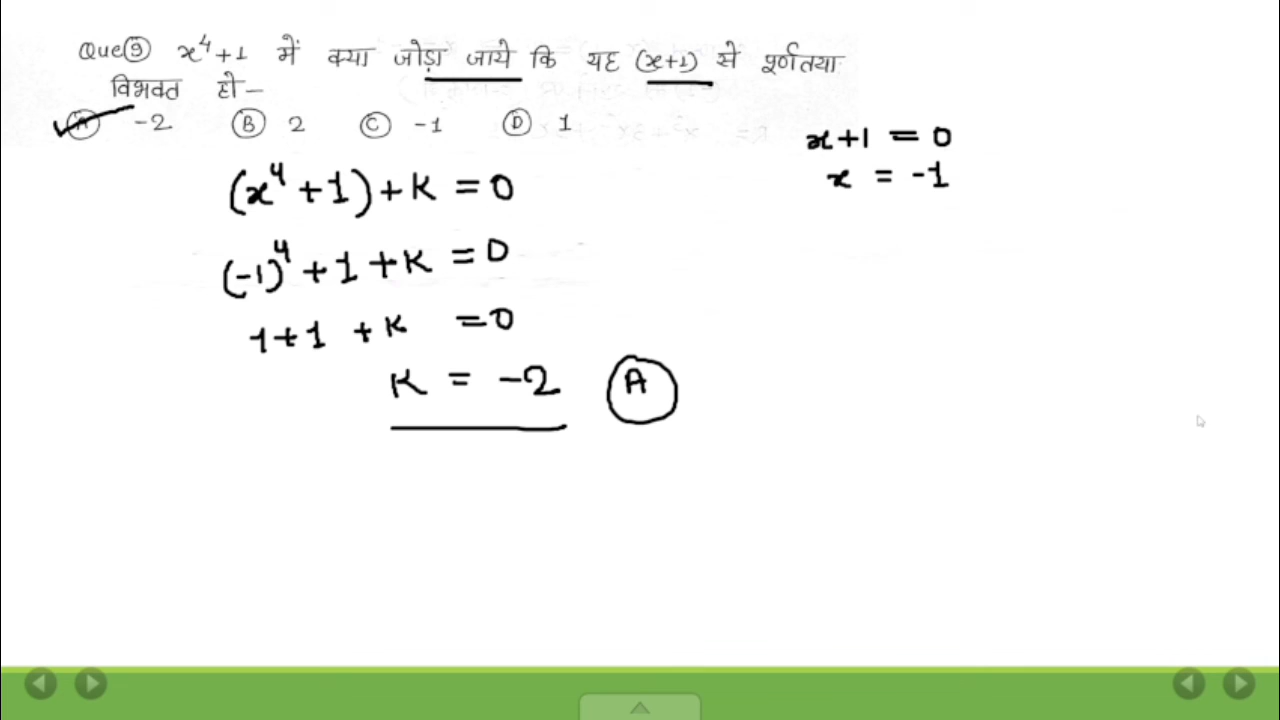 Que⑨ x⁴+1 में क्या जोड़ा जाये कि यह (x+1) से पूर्णतया
विभक्त हो-
Ⓐ -2 Ⓑ 2 Ⓒ -1 Ⓓ 1
x+1 = 0
x = -1
(x⁴+1)+K = 0
(-1)⁴+1+K = 0
1+1+K = 0
K = -2 Ⓐ